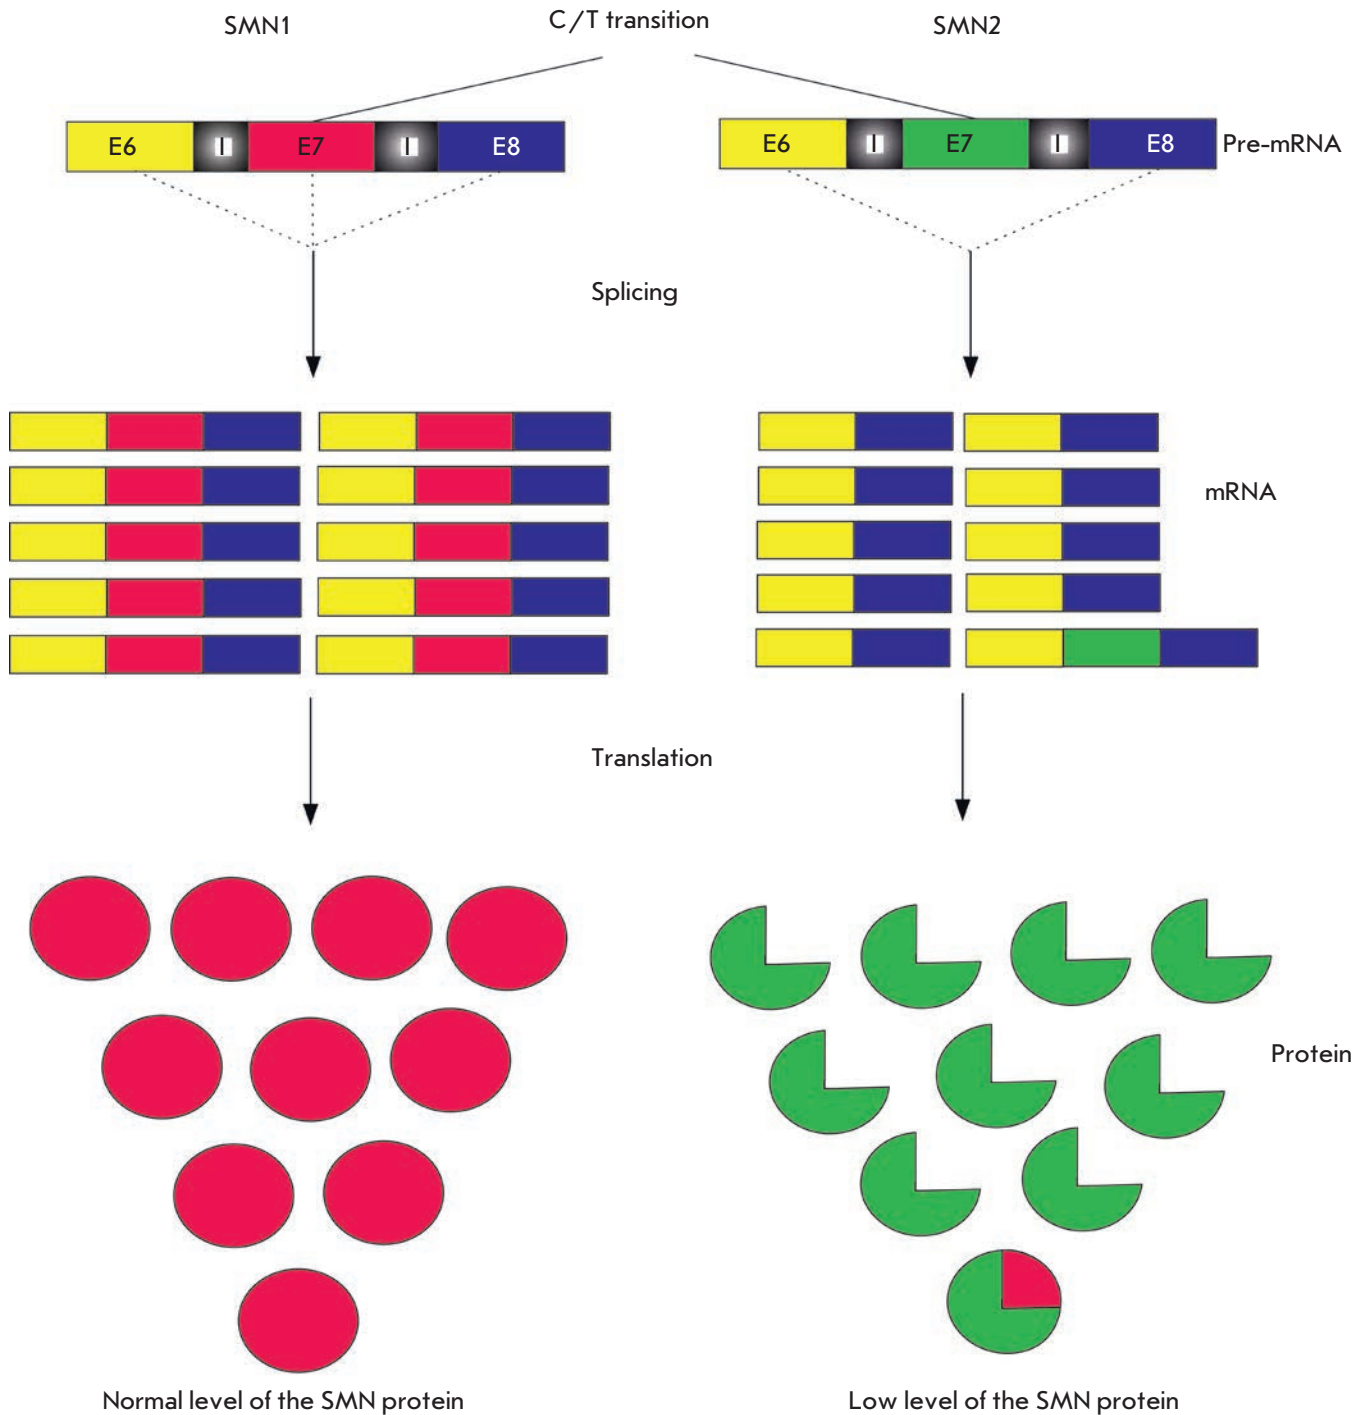 SMN1
C/T transition
SMN2
E6 I E7 I E8
E6 I E7 I E8 Pre-mRNA
Splicing
mRNA
Translation
Protein
Normal level of the SMN protein
Low level of the SMN protein